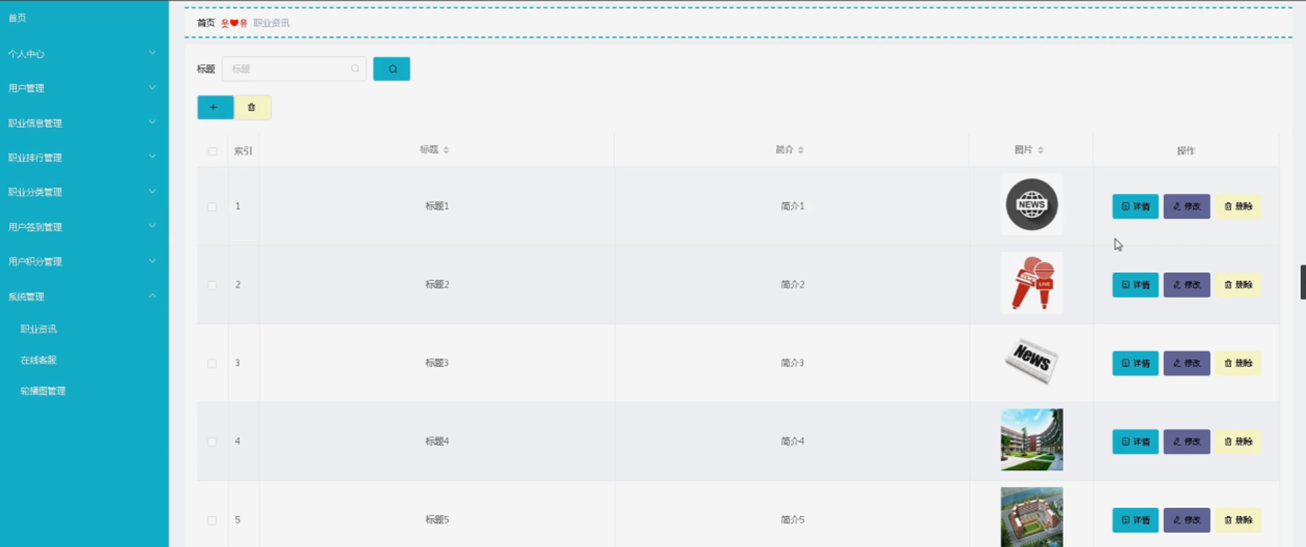 首页
个人中心
用户管理
职业信息管理
职业排行管理
职业分类管理
用户签到管理
用户积分管理
系统管理
职业资讯
在线客服
轮播图管理
首页 职业资讯
标题 标题
索引 标题 简介 图片 操作
1 标题1 简介1 NEWS 详情 修改 删除
2 标题2 简介2 LIVE 详情 修改 删除
3 标题3 简介3 News 详情 修改 删除
4 标题4 简介4 详情 修改 删除
5 标题5 简介5 详情 修改 删除